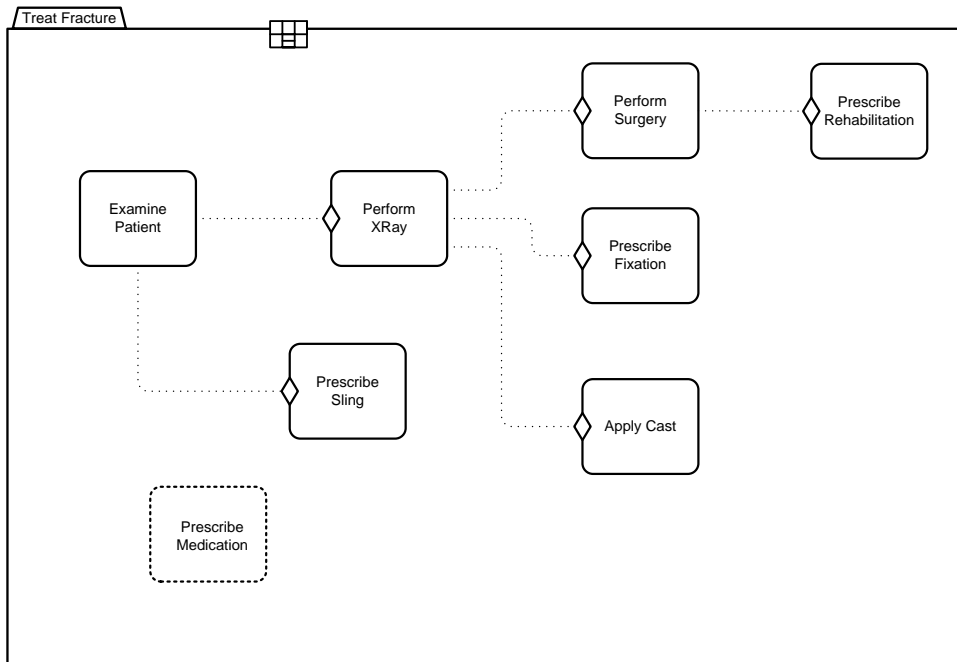 Treat Fracture
Perform
Surgery
Prescribe
Rehabilitation
Examine
Patient
Perform
XRay
Prescribe
Fixation
Prescribe
Sling
Apply Cast
Prescribe
Medication